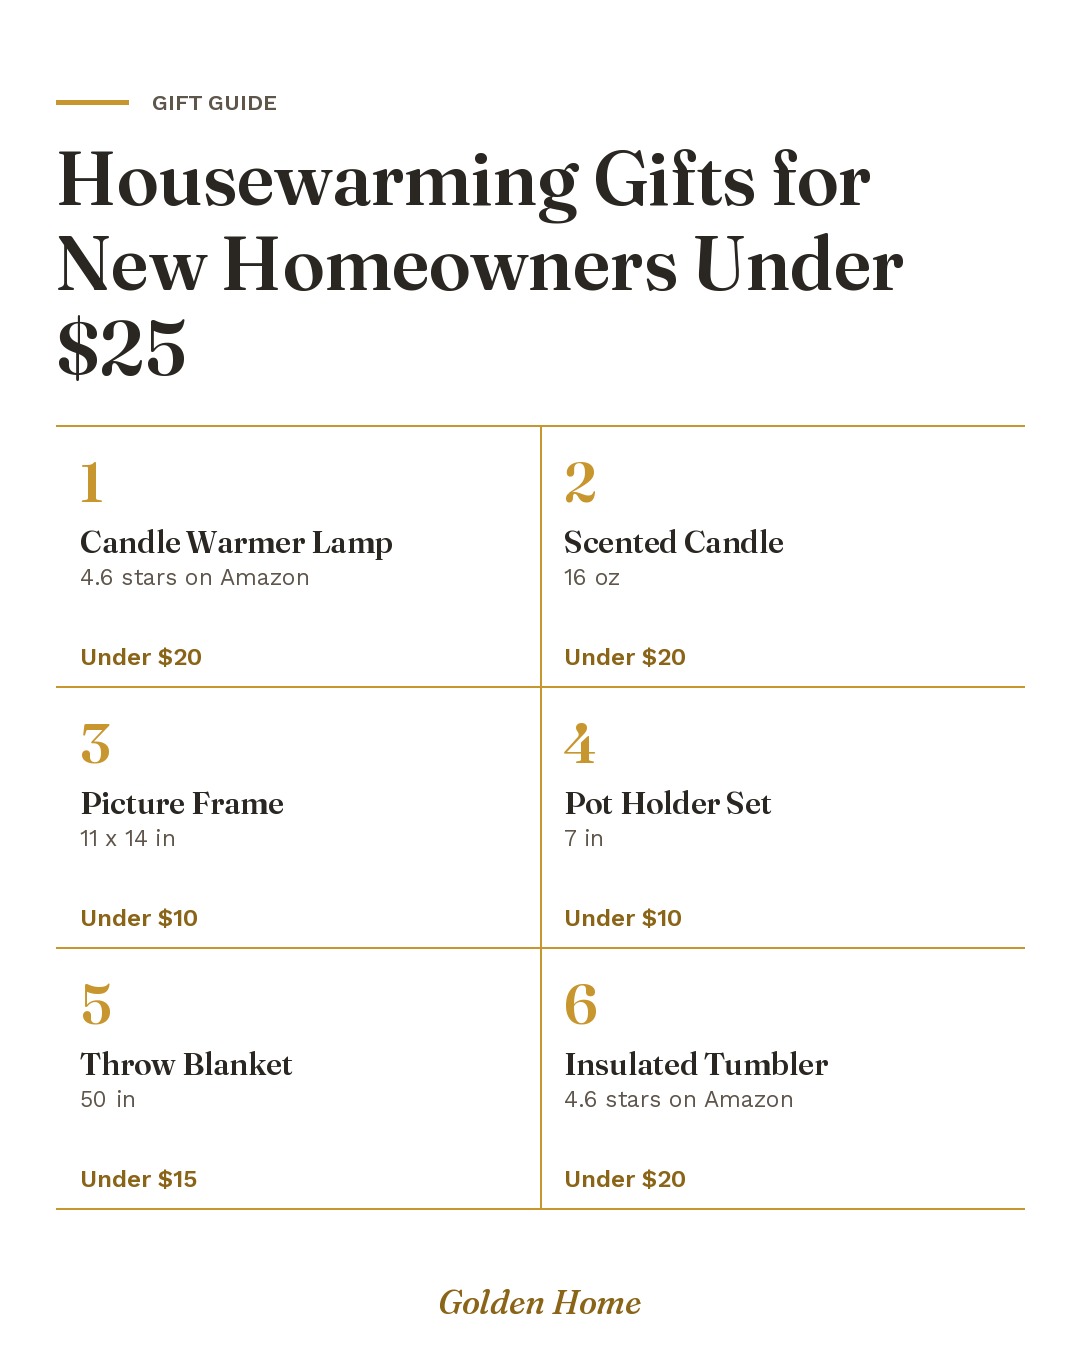 GIFT GUIDE
Housewarming Gifts for
New Homeowners Under
$25
1
Candle Warmer Lamp
4.6 stars on Amazon
Under $20
2
Scented Candle
16 oz
Under $20
3
Picture Frame
11 x 14 in
Under $10
4
Pot Holder Set
7 in
Under $10
5
Throw Blanket
50 in
Under $15
6
Insulated Tumbler
4.6 stars on Amazon
Under $20
Golden Home